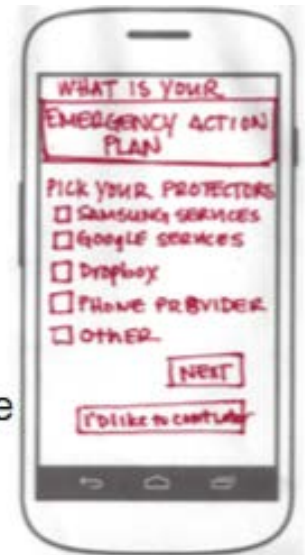 WHAT IS YOUR
EMERGENCY ACTION
PLAN
PICK YOUR PROTECTORS
SAMSUNG SERVICES
GOOGLE SERVICES
Dropbox
PHONE PROVIDER
OTHER
NEXT
I'D like to
e